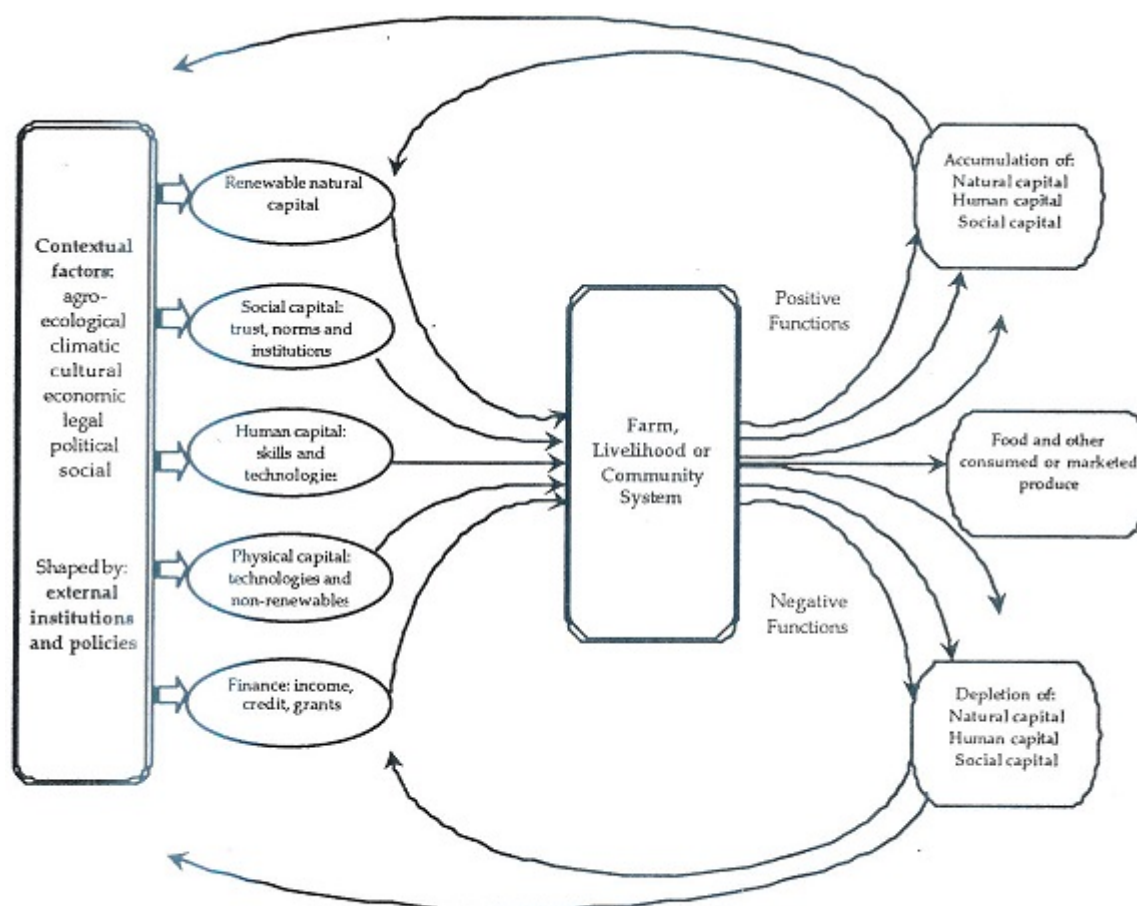 Contextual
factors:
agro-
ecological
climatic
cultural
economic
legal
political
social
Shaped by:
external
institutions
and policies
Renewable natural
capital
Social capital:
trust, norms and
institutions
Human capital:
skills and
technologies
Physical capital:
technologies and
non-renewables
Finance: income,
credit, grants
Farm,
Livelihood or
Community
System
Positive
Functions
Negative
Functions
Accumulation of:
Natural capital
Human capital
Social capital
Food and other
consumed or marketed
produce
Depletion of:
Natural capital
Human capital
Social capital